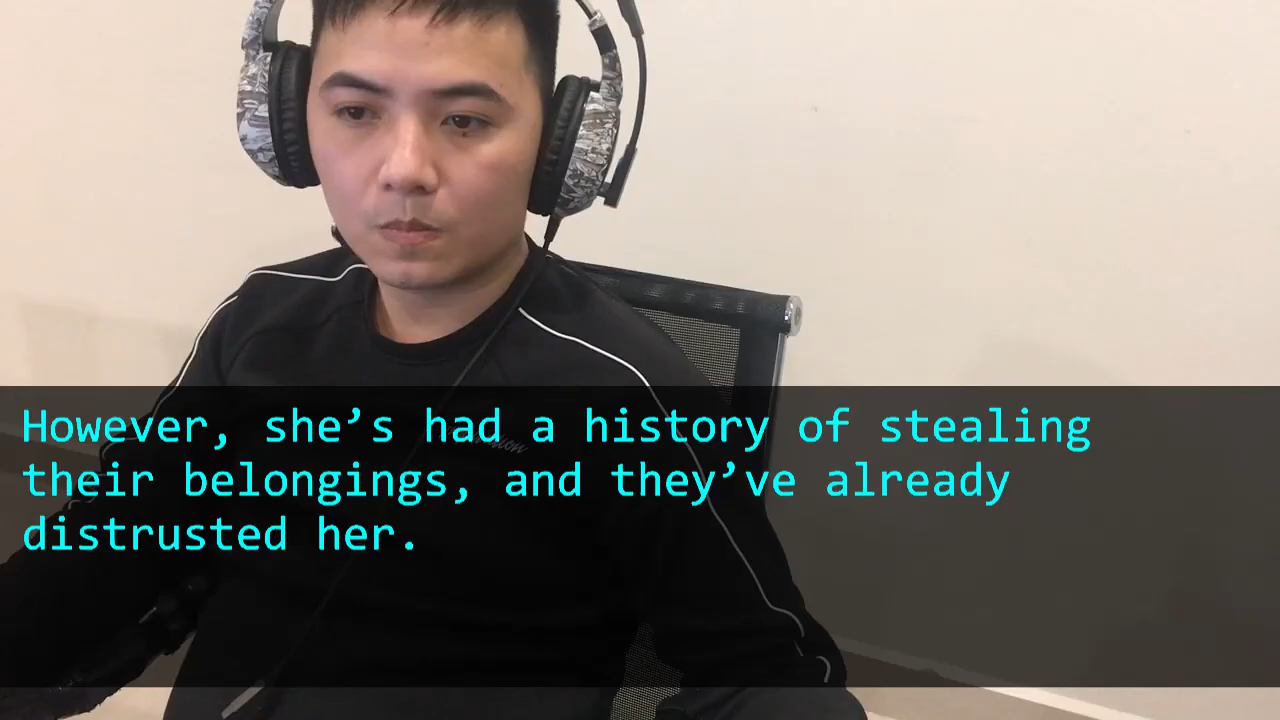 However, she’s had a history of stealing
their belongings, and they’ve already
distrusted her.